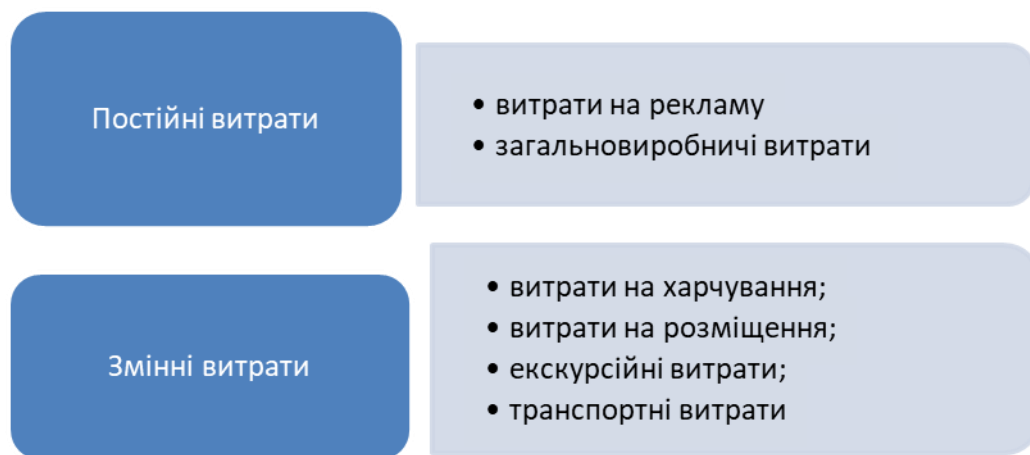 Постійні витрати
• витрати на рекламу
• загальновиробничі витрати
Змінні витрати
• витрати на харчування;
• витрати на розміщення;
• екскурсійні витрати;
• транспортні витрати